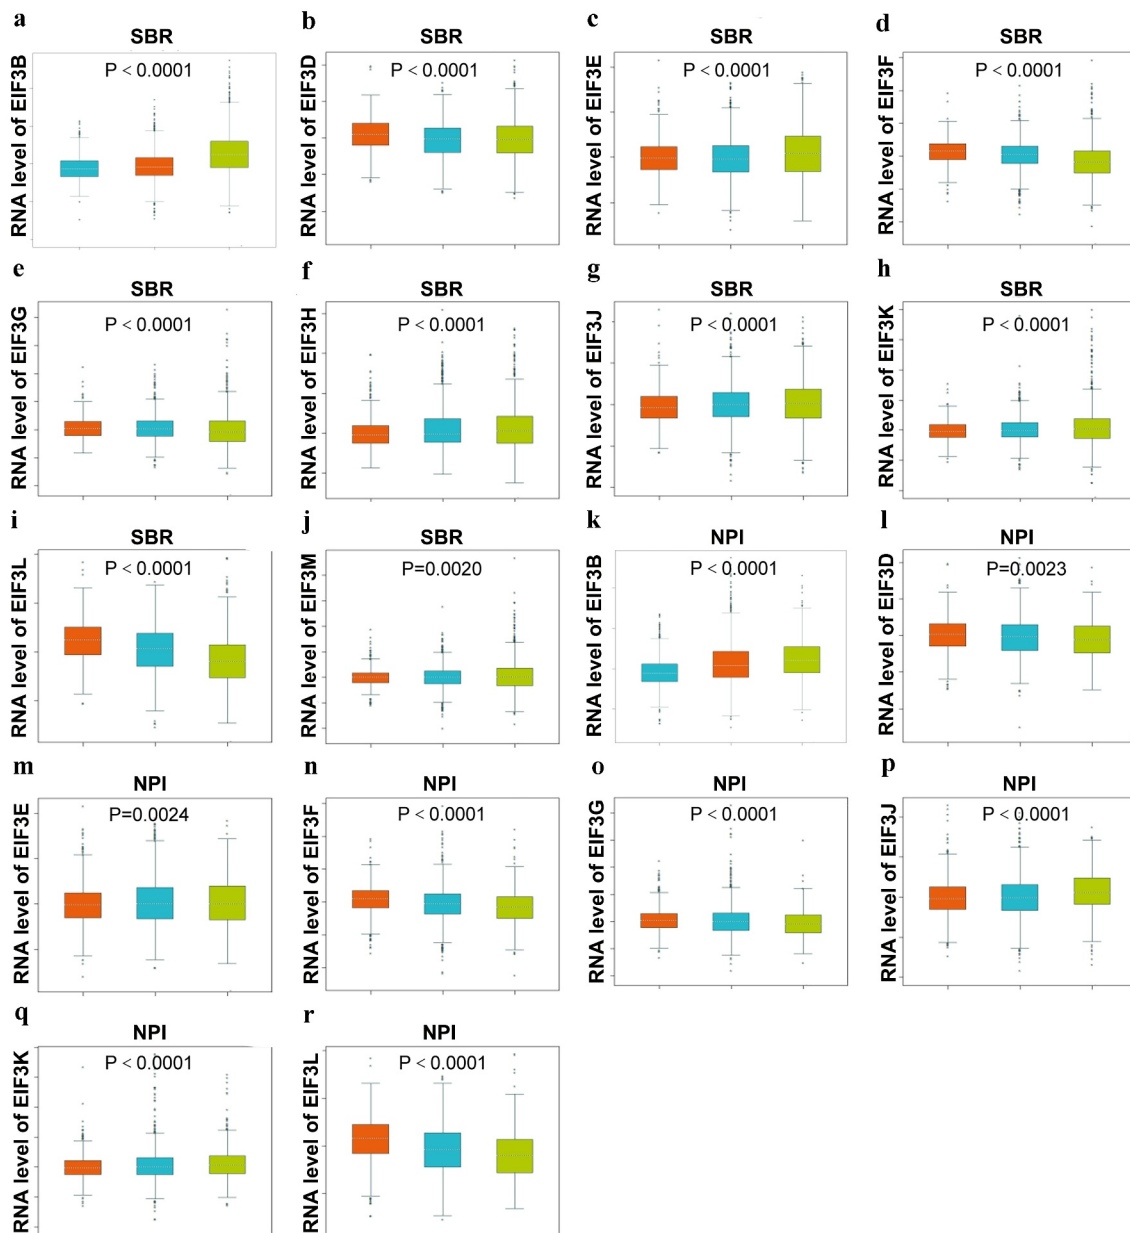 a
SBR
P < 0.0001
RNA level of EIF3B
b
SBR
P < 0.0001
RNA level of EIF3D
c
SBR
P < 0.0001
RNA level of EIF3E
d
SBR
P < 0.0001
RNA level of EIF3F
e
SBR
P < 0.0001
RNA level of EIF3G
f
SBR
P < 0.0001
RNA level of EIF3H
g
SBR
P < 0.0001
RNA level of EIF3J
h
SBR
P < 0.0001
RNA level of EIF3K
i
SBR
P < 0.0001
RNA level of EIF3L
j
SBR
P=0.0020
RNA level of EIF3M
k
NPI
P < 0.0001
RNA level of EIF3B
l
NPI
P=0.0023
RNA level of EIF3D
m
NPI
P=0.0024
RNA level of EIF3E
n
NPI
P < 0.0001
RNA level of EIF3F
o
NPI
P < 0.0001
RNA level of EIF3G
p
NPI
P < 0.0001
RNA level of EIF3J
q
NPI
P < 0.0001
RNA level of EIF3K
r
NPI
P < 0.0001
RNA level of EIF3L